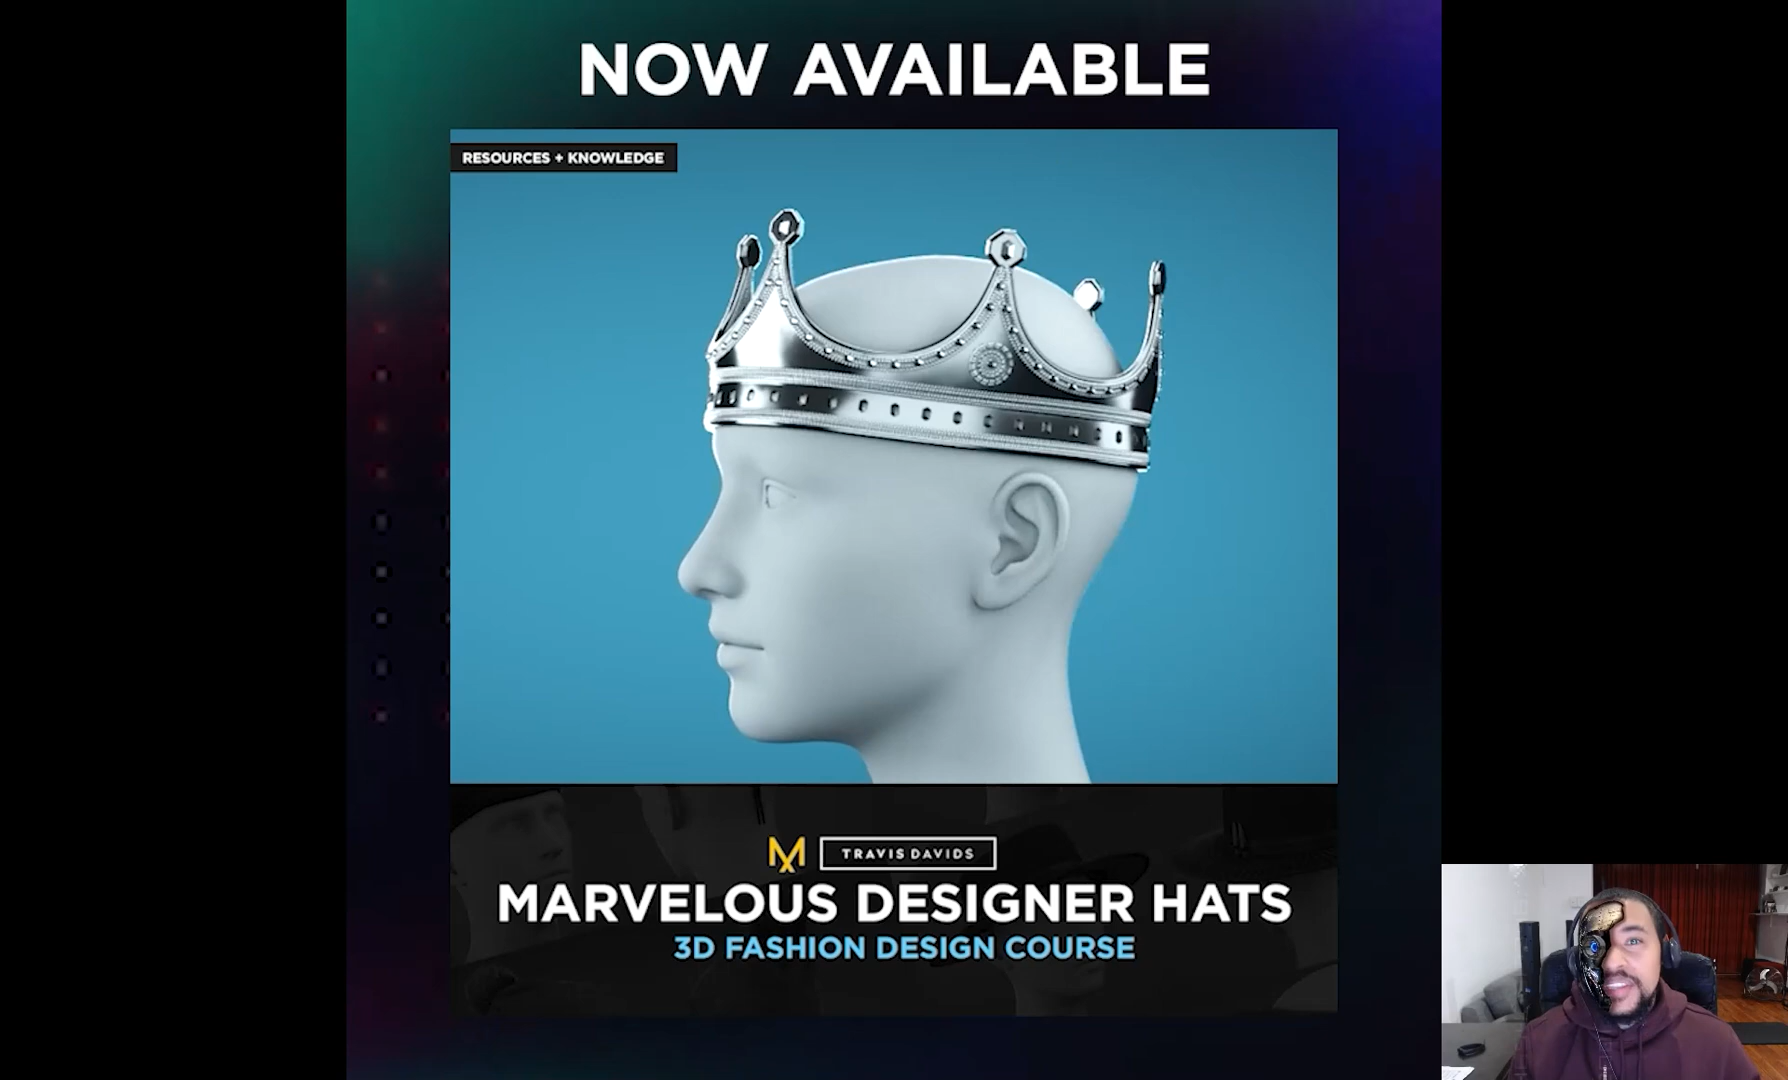 NOW AVAILABLE
RESOURCES + KNOWLEDGE
TRAVIS DAVIDS
MARVELOUS DESIGNER HATS
3D FASHION DESIGN COURSE